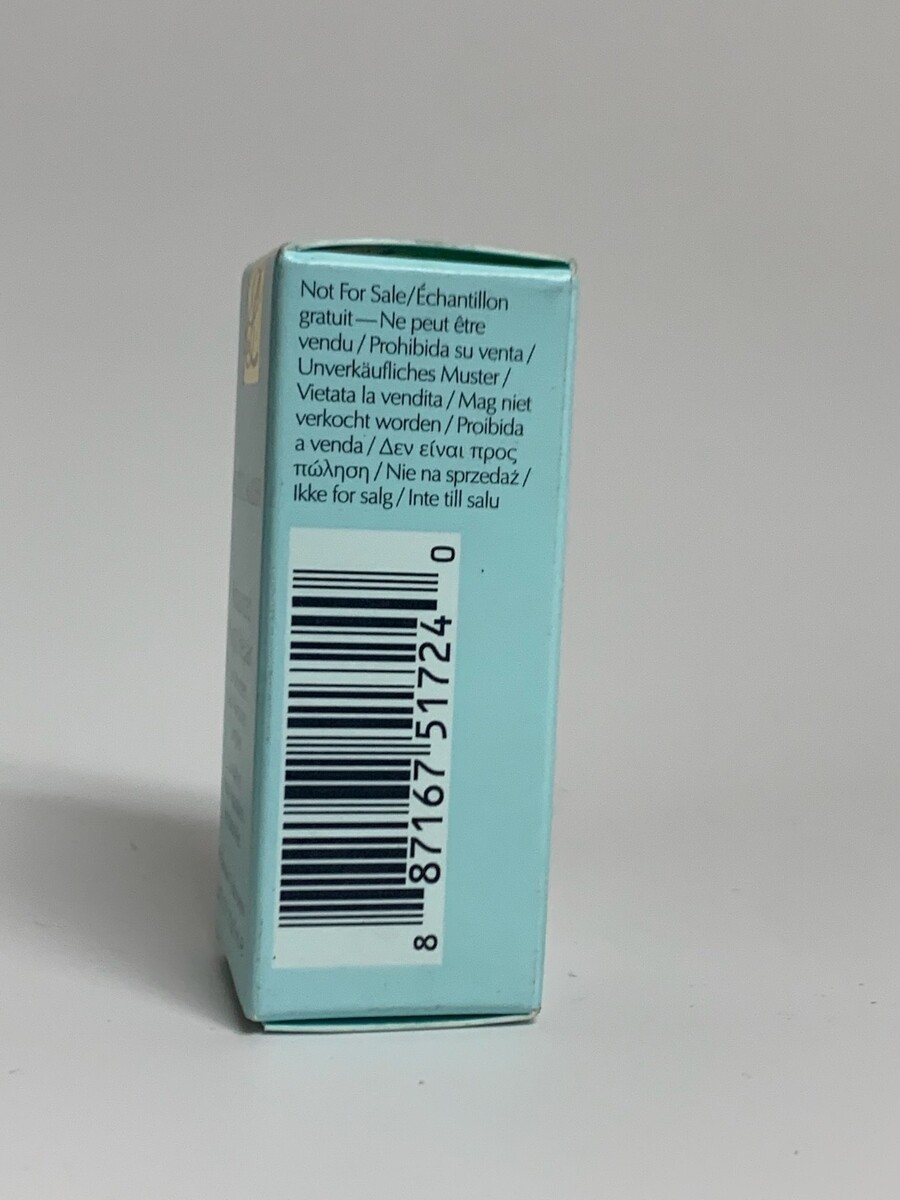 Not For Sale/Échantillon
gratuit—Ne peut être
vendu / Prohibida su venta /
Unverkäufliches Muster /
Vietata la vendita / Mag niet
verkocht worden / Proibida
a venda / Δεν είναι προς
πώληση / Nie na sprzedaż /
Ikke for salg / Inte till salu
8 87167 51724 0